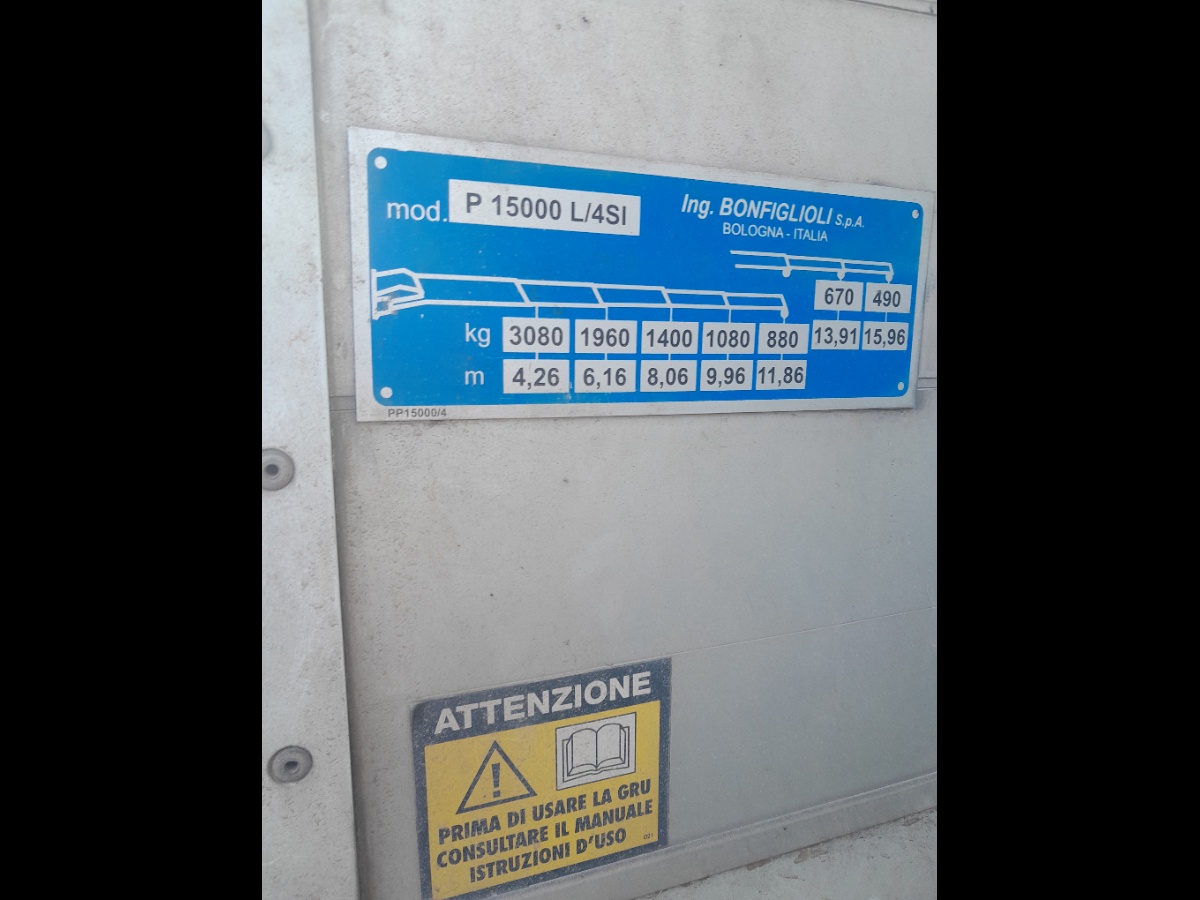 mod. P 15000 L/4SI
Ing. BONFIGLIOLI S.p.A.
BOLOGNA - ITALIA
670 490
kg 3080 1960 1400 1080 880 13,91 15,96
m 4,26 6,16 8,06 9,96 11,86
PP15000/4
ATTENZIONE
!
PRIMA DI USARE LA GRU
CONSULTARE IL MANUALE
ISTRUZIONI D'USO